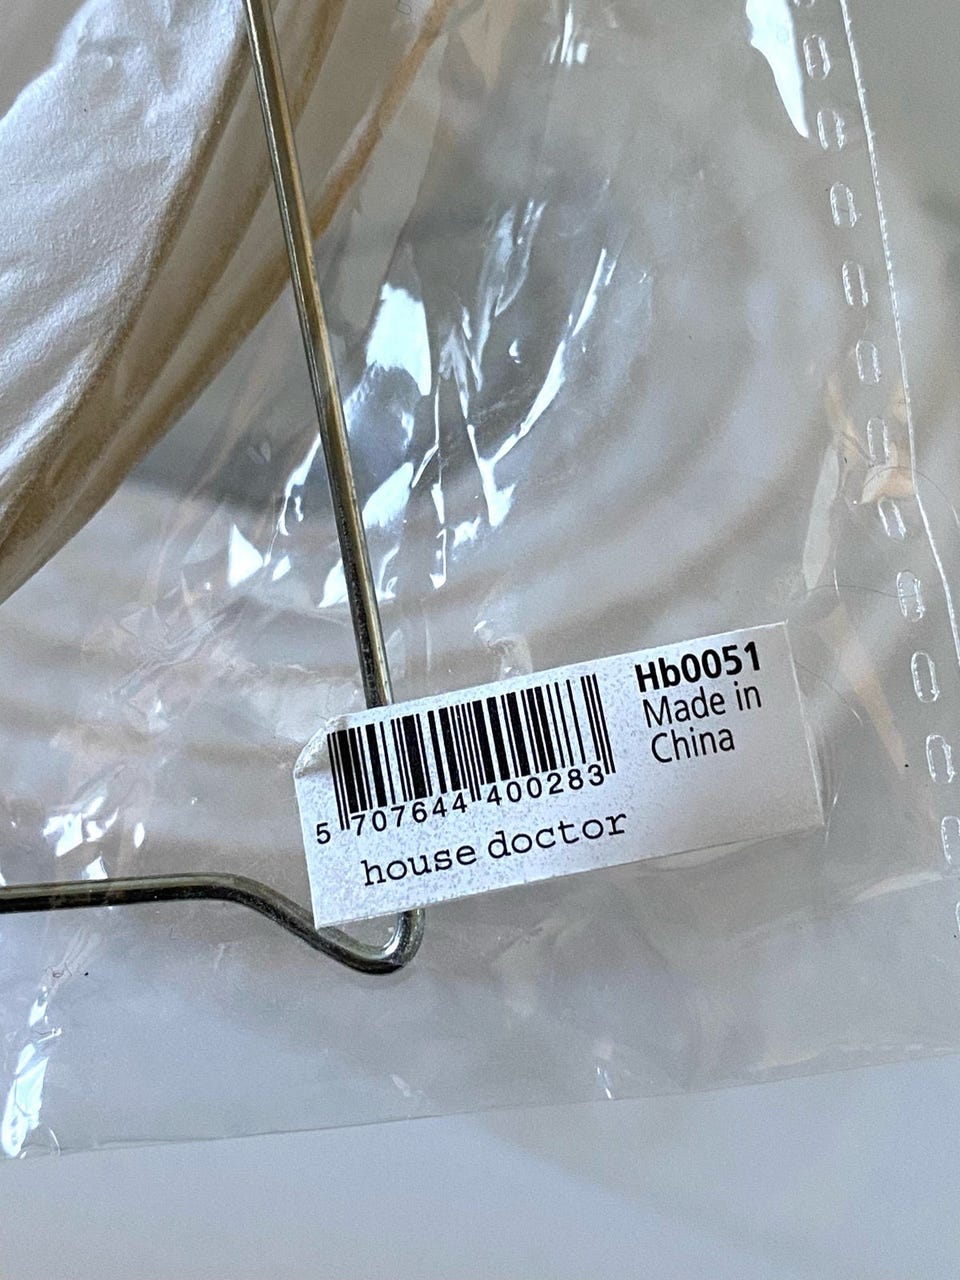 Hb0051
Made in
China
5 707644 400283
house doctor